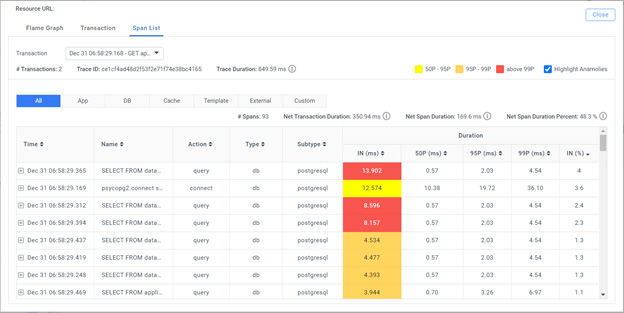 Resource URL:
Close
Flame Graph Transaction Span List
Transaction Dec 31 06:58:29.168 - GET ap...
# Transactions: 2 Trace ID: ce1cf4ad48d2f53f2e71f74e38bc4165 Trace Duration: 849.59 ms 50P - 95P 95P - 99P above 99P Highlight Anamolies
All App DB Cache Template External Custom
# Spans: 93 Net Transaction Duration: 350.94 ms Net Span Duration: 169.6 ms Net Span Duration Percent: 48.3 %
Duration
Time Name Action Type Subtype IN (ms) 50P (ms) 95P (ms) 99P (ms) IN (%)
Dec 31 06:58:29.365 SELECT FROM data... query db postgresql 13.902 0.57 2.03 4.54 4
Dec 31 06:58:29.169 psycopg2.connect s... connect db postgresql 12.574 10.38 19.72 36.10 3.6
Dec 31 06:58:29.312 SELECT FROM data... query db postgresql 8.596 0.57 2.03 4.54 2.4
Dec 31 06:58:29.394 SELECT FROM data... query db postgresql 8.157 0.57 2.03 4.54 2.3
Dec 31 06:58:29.437 SELECT FROM data... query db postgresql 4.534 0.57 2.03 4.54 1.3
Dec 31 06:58:29.419 SELECT FROM data... query db postgresql 4.477 0.57 2.03 4.54 1.3
Dec 31 06:58:29.248 SELECT FROM data... query db postgresql 4.393 0.57 2.03 4.54 1.3
Dec 31 06:58:29.469 SELECT FROM appli... query db postgresql 3.944 0.70 3.26 6.97 1.1